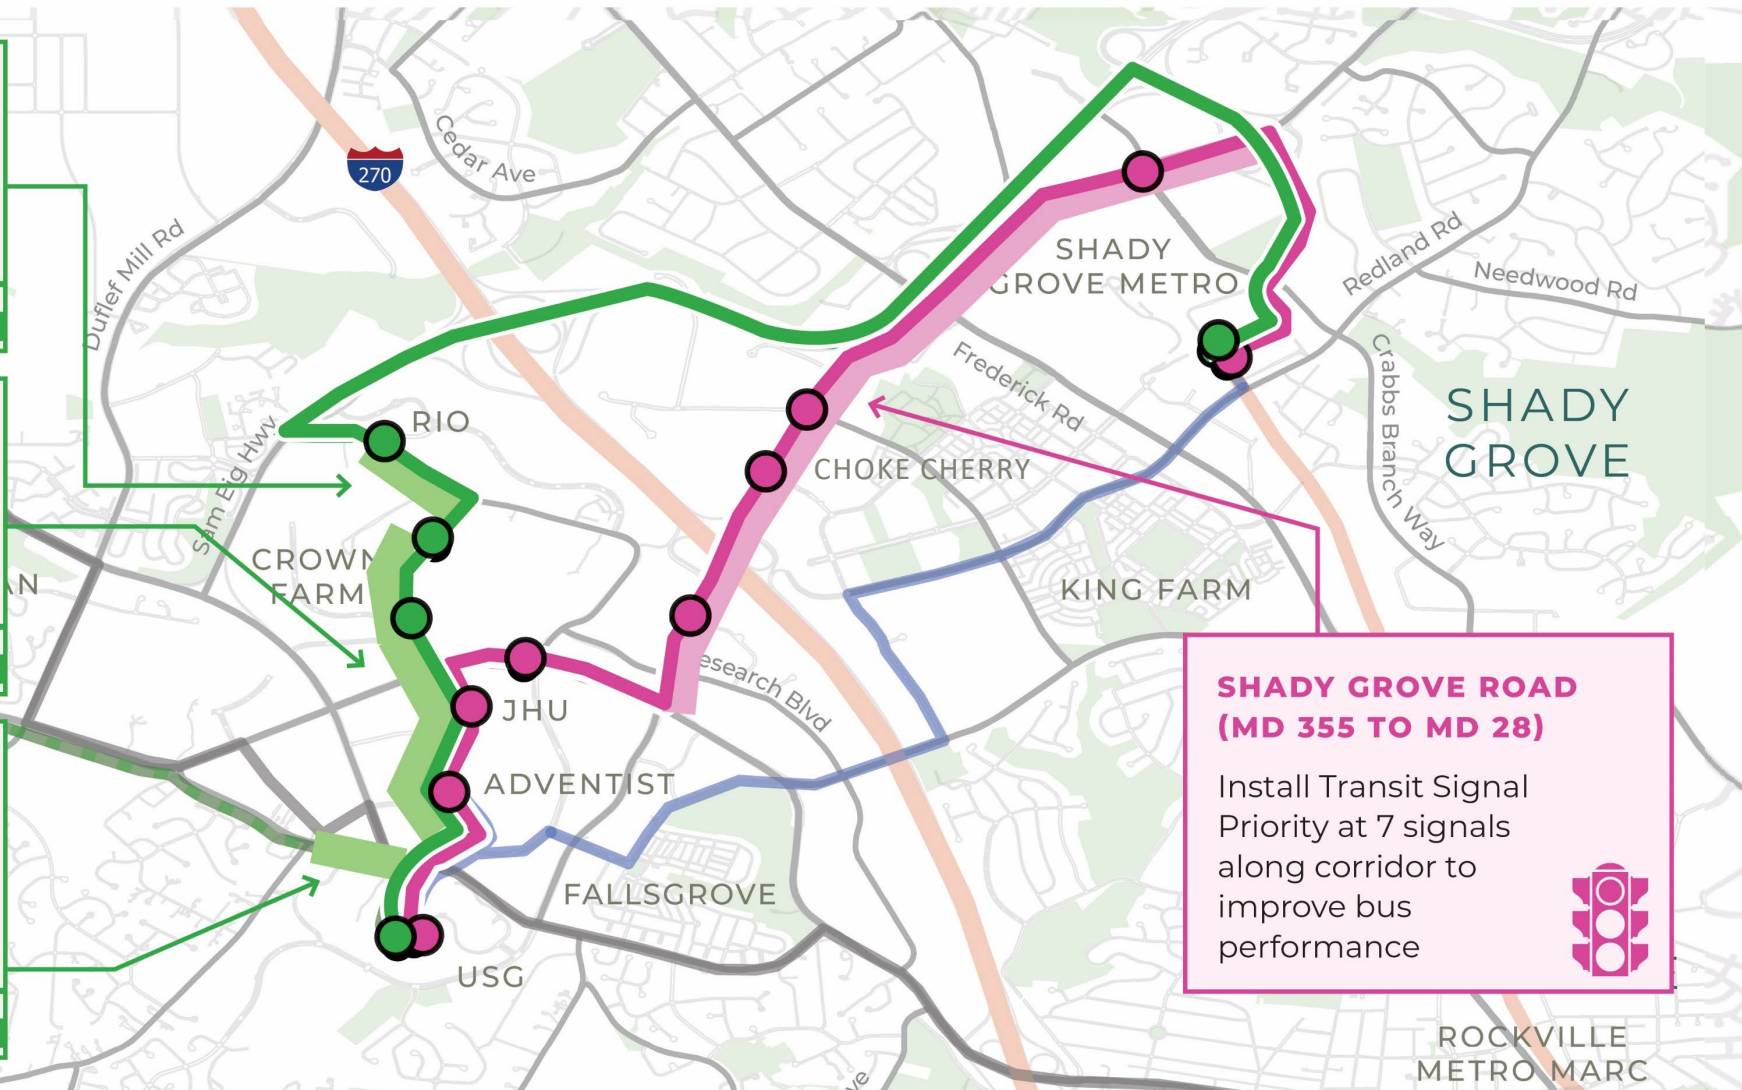 270
Cedar Ave
Duflef Mill Rd
SHADY
GROVE METRO
Redland Rd
Needwood Rd
Frederick Rd
Crabbs Branch Way
SHADY
GROVE
RIO
Sam Eig Hwy
CHOKE CHERRY
CROWN
FARM
AN
KING FARM
esearch Blvd
JHU
ADVENTIST
FALLSGROVE
USG
SHADY GROVE ROAD
(MD 355 TO MD 28)
Install Transit Signal
Priority at 7 signals
along corridor to
improve bus
performance
ROCKVILLE
METRO MARC
ve